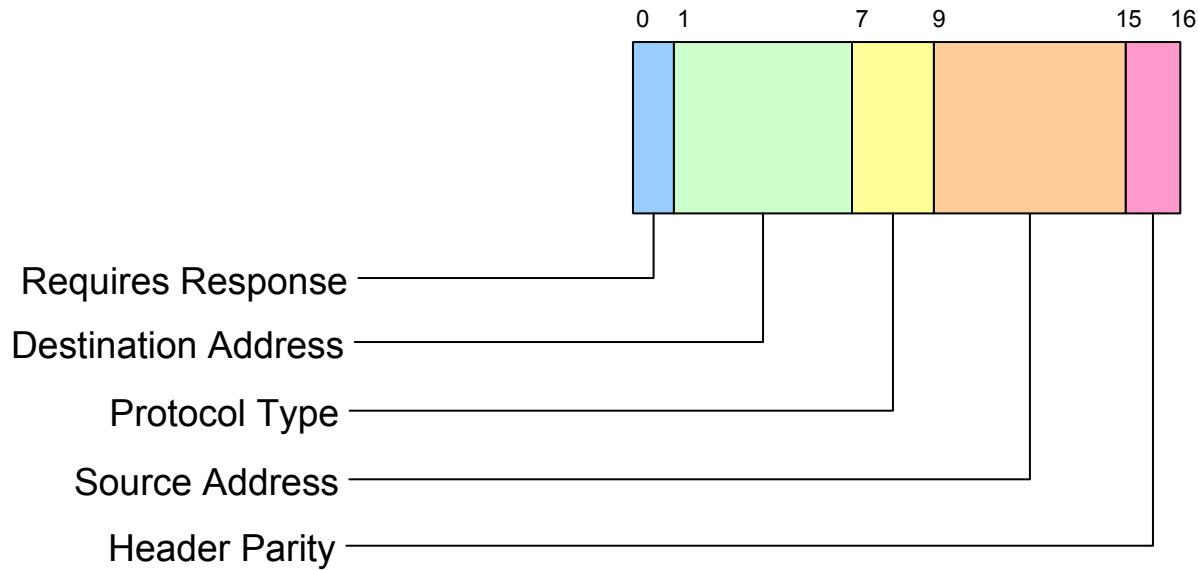 0 1 7 9 15 16
Requires Response
Destination Address
Protocol Type
Source Address
Header Parity